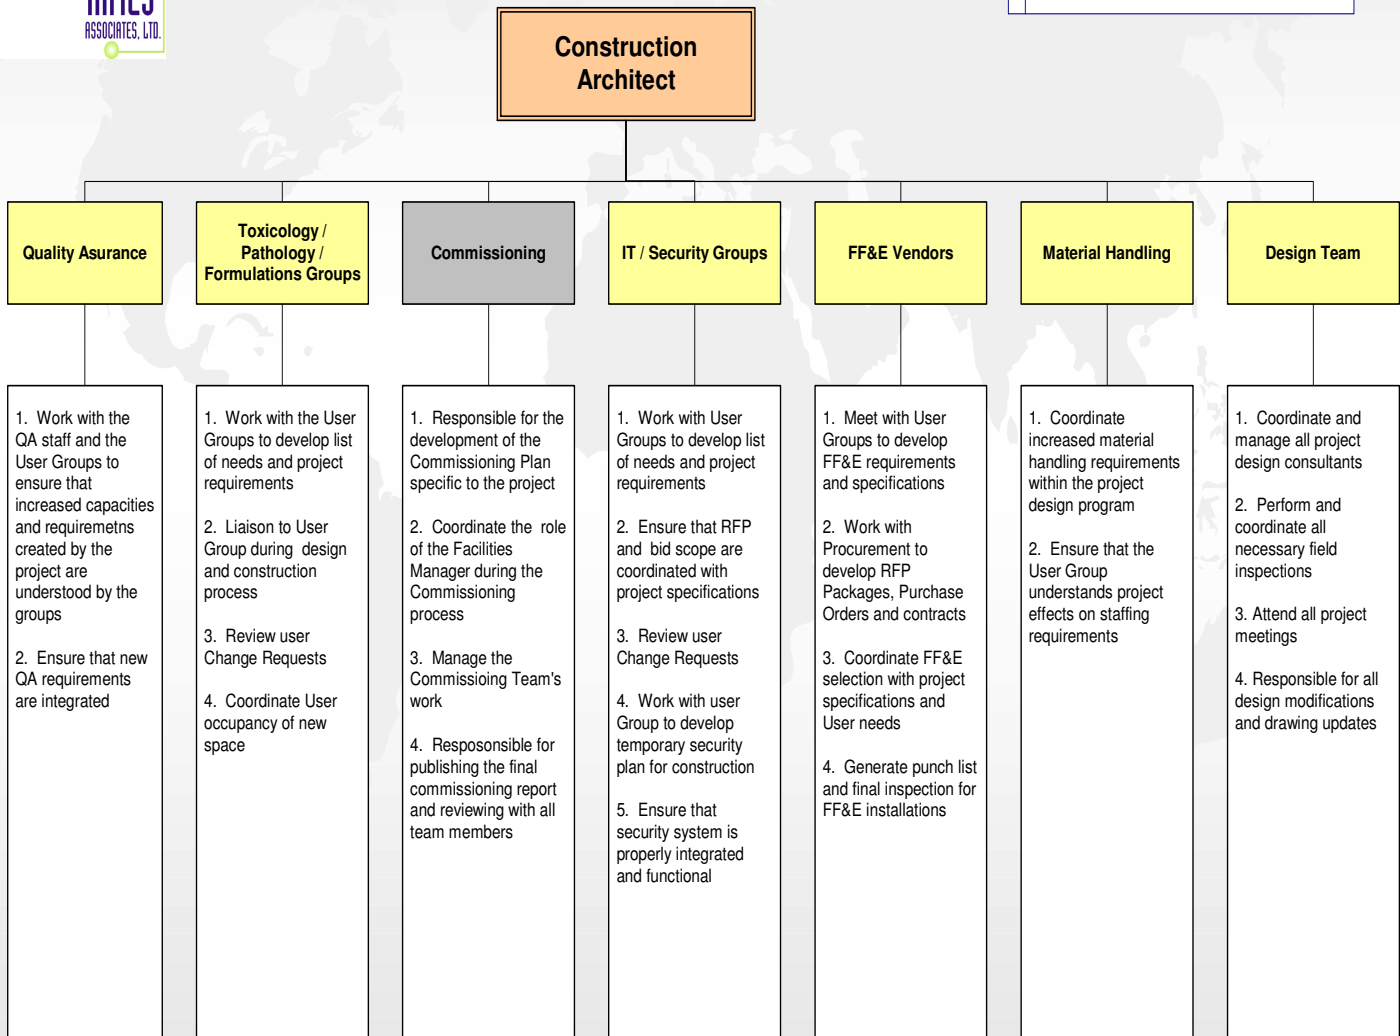 ASSOCIATES, LTD.
Construction
Architect
Quality Asurance
Toxicology /
Pathology /
Formulations Groups
Commissioning
IT / Security Groups
FF&E Vendors
Material Handling
Design Team
1. Work with the
QA staff and the
User Groups to
ensure that
increased capacities
and requiremetns
created by the
project are
understood by the
groups
2. Ensure that new
QA requirements
are integrated
1. Work with the User
Groups to develop list
of needs and project
requirements
2. Liaison to User
Group during design
and construction
process
3. Review user
Change Requests
4. Coordinate User
occupancy of new
space
1. Responsible for the
development of the
Commissioning Plan
specific to the project
2. Coordinate the role
of the Facilities
Manager during the
Commissioning
process
3. Manage the
Commissioing Team's
work
4. Resposonsible for
publishing the final
commissioning report
and reviewing with all
team members
1. Work with User
Groups to develop list
of needs and project
requirements
2. Ensure that RFP
and bid scope are
coordinated with
project specifications
3. Review user
Change Requests
4. Work with user
Group to develop
temporary security
plan for construction
5. Ensure that
security system is
properly integrated
and functional
1. Meet with User
Groups to develop
FF&E requirements
and specifications
2. Work with
Procurement to
develop RFP
Packages, Purchase
Orders and contracts
3. Coordinate FF&E
selection with project
specifications and
User needs
4. Generate punch list
and final inspection for
FF&E installations
1. Coordinate
increased material
handling requirements
within the project
design program
2. Ensure that the
User Group
understands project
effects on staffing
requirements
1. Coordinate and
manage all project
design consultants
2. Perform and
coordinate all
necessary field
inspections
3. Attend all project
meetings
4. Responsible for all
design modifications
and drawing updates